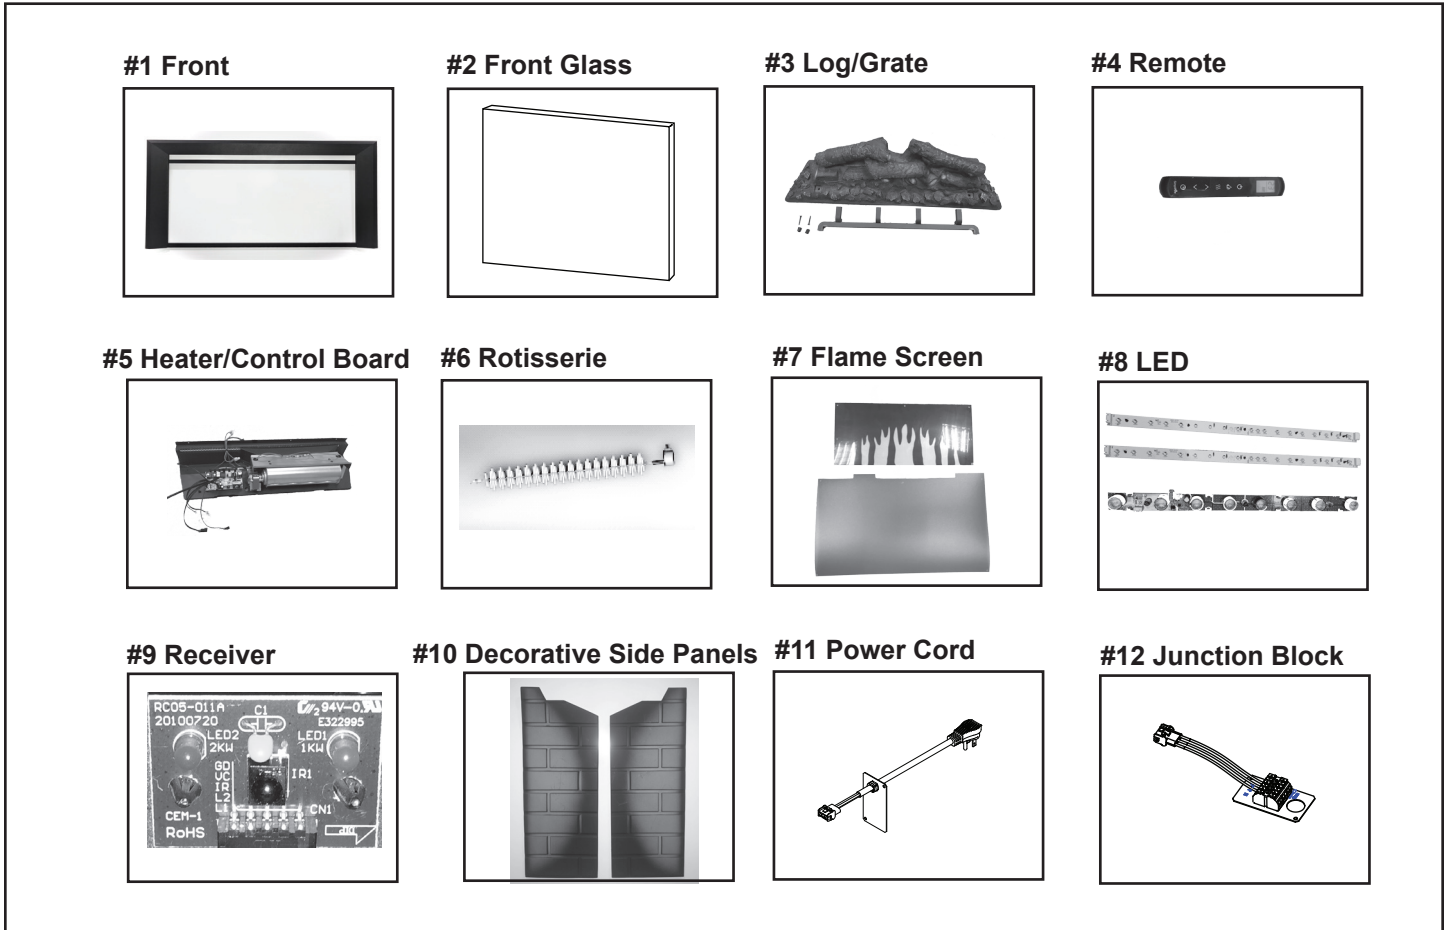 #1 Front
#2 Front Glass
#3 Log/Grate
#4 Remote
#5 Heater/Control Board
#6 Rotisserie
#7 Flame Screen
#8 LED
#9 Receiver
RC05-011A
20100720
C1
94V-0
E322995
LED2
2KW
LED1
1KW
GD
VC
IR
L2
L1
IR1
CN1
CEM-1
RoHS
#10 Decorative Side Panels
#11 Power Cord
#12 Junction Block